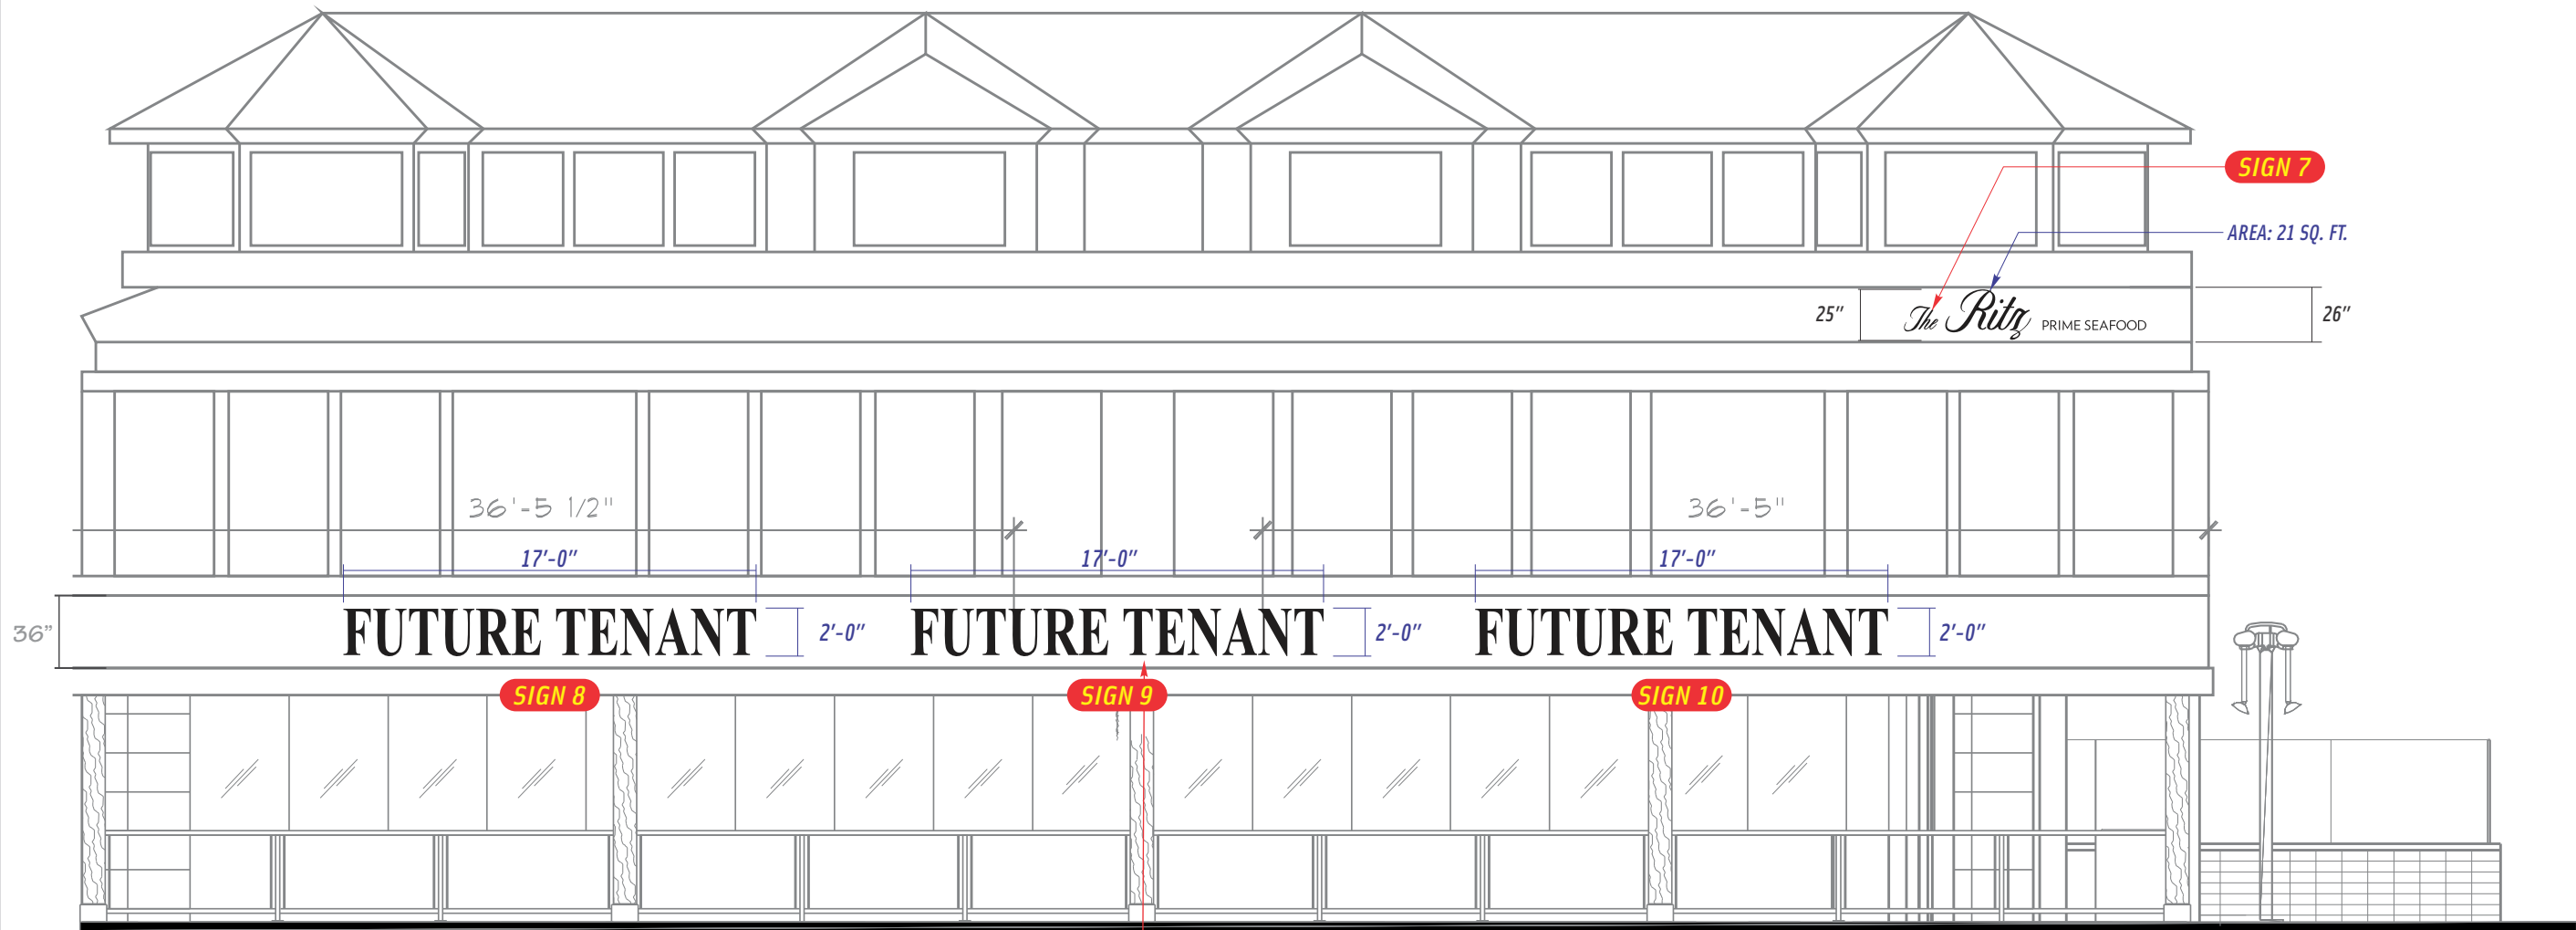 SIGN 7
AREA: 21 SQ. FT.
25"
The Ritz PRIME SEAFOOD
26"
36'-5 1/2"
36'-5"
17'-0"
17'-0"
17'-0"
36"
FUTURE TENANT
2'-0"
FUTURE TENANT
2'-0"
FUTURE TENANT
2'-0"
SIGN 8
SIGN 9
SIGN 10